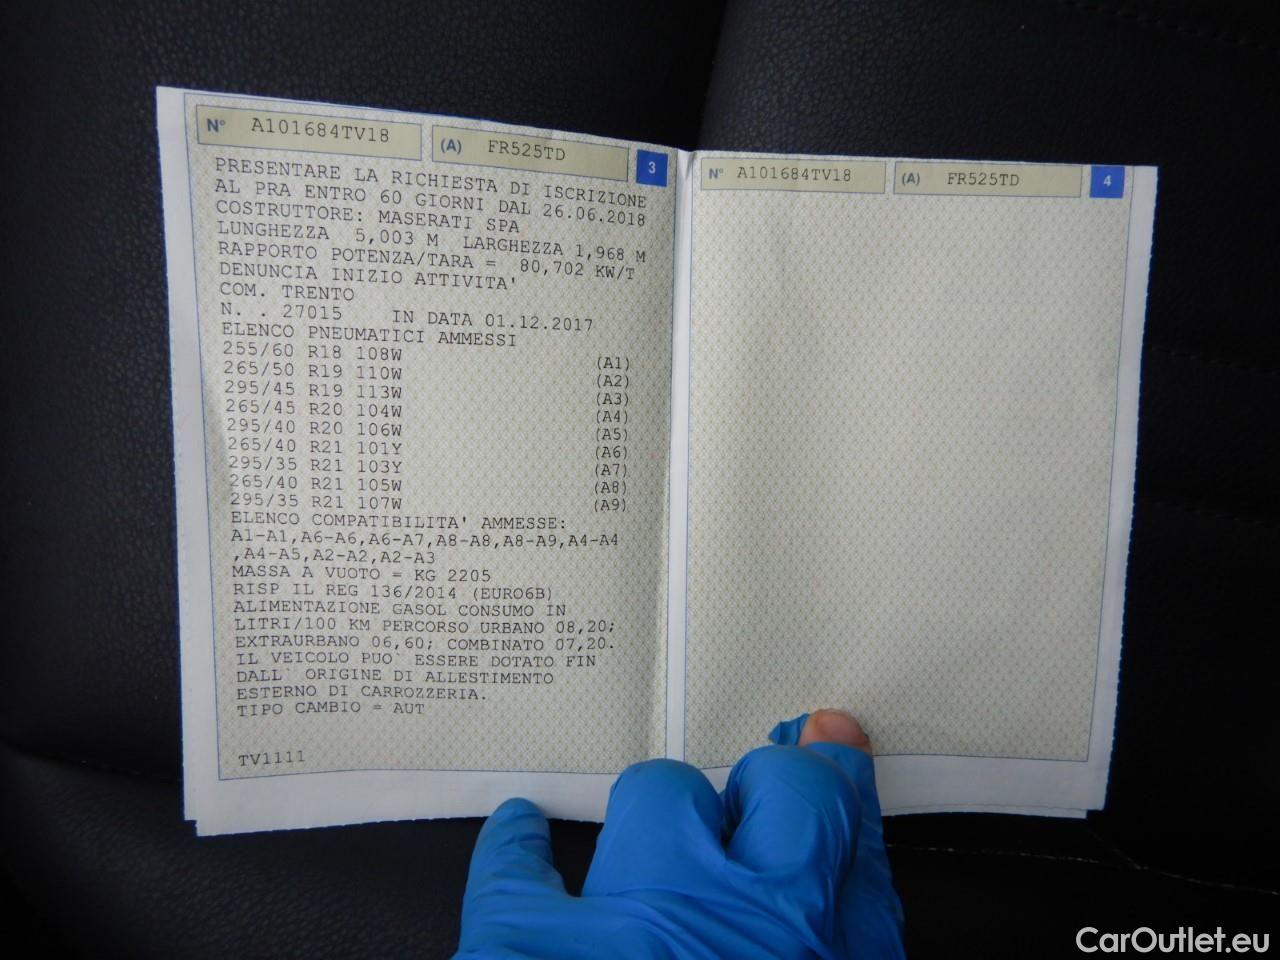 N° A101684TV18 (A) FR525TD 3
PRESENTARE LA RICHIESTA DI ISCRIZIONE
AL PRA ENTRO 60 GIORNI DAL 26.06.2018
COSTRUTTORE: MASERATI SPA
LUNGHEZZA 5,003 M LARGHEZZA 1,968 M
RAPPORTO POTENZA/TARA = 80,702 KW/T
DENUNCIA INIZIO ATTIVITA'
COM. TRENTO
N. . 27015 IN DATA 01.12.2017
ELENCO PNEUMATICI AMMESSI
255/60 R18 108W (A1)
265/50 R19 110W (A2)
295/45 R19 113W (A3)
265/45 R20 104W (A4)
295/40 R20 106W (A5)
265/40 R21 101Y (A6)
295/35 R21 103Y (A7)
265/40 R21 105W (A8)
295/35 R21 107W (A9)
ELENCO COMPATIBILITA' AMMESSE:
A1-A1,A6-A6,A6-A7,A8-A8,A8-A9,A4-A4
,A4-A5,A2-A2,A2-A3
MASSA A VUOTO = KG 2205
RISP IL REG 136/2014 (EURO6B)
ALIMENTAZIONE GASOL CONSUMO IN
LITRI/100 KM PERCORSO URBANO 08,20;
EXTRAURBANO 06,60; COMBINATO 07,20.
IL VEICOLO PUO` ESSERE DOTATO FIN
DALL` ORIGINE DI ALLESTIMENTO
ESTERNO DI CARROZZERIA.
TIPO CAMBIO = AUT
TV1111
N° A101684TV18 (A) FR525TD 4
CarOutlet.eu